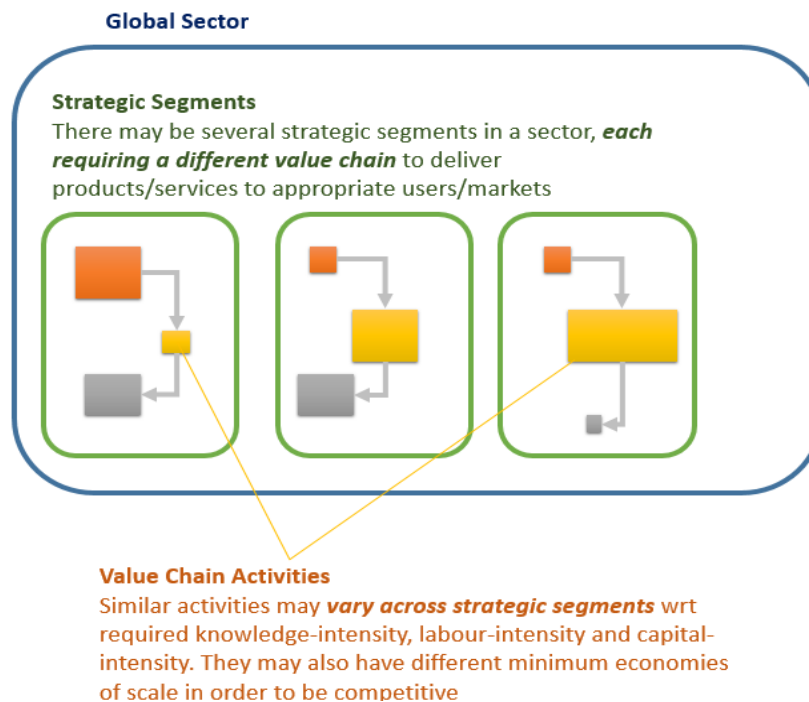 Global Sector
Strategic Segments
There may be several strategic segments in a sector, each
requiring a different value chain to deliver
products/services to appropriate users/markets
Value Chain Activities
Similar activities may vary across strategic segments wrt
required knowledge-intensity, labour-intensity and capital-
intensity. They may also have different minimum economies
of scale in order to be competitive